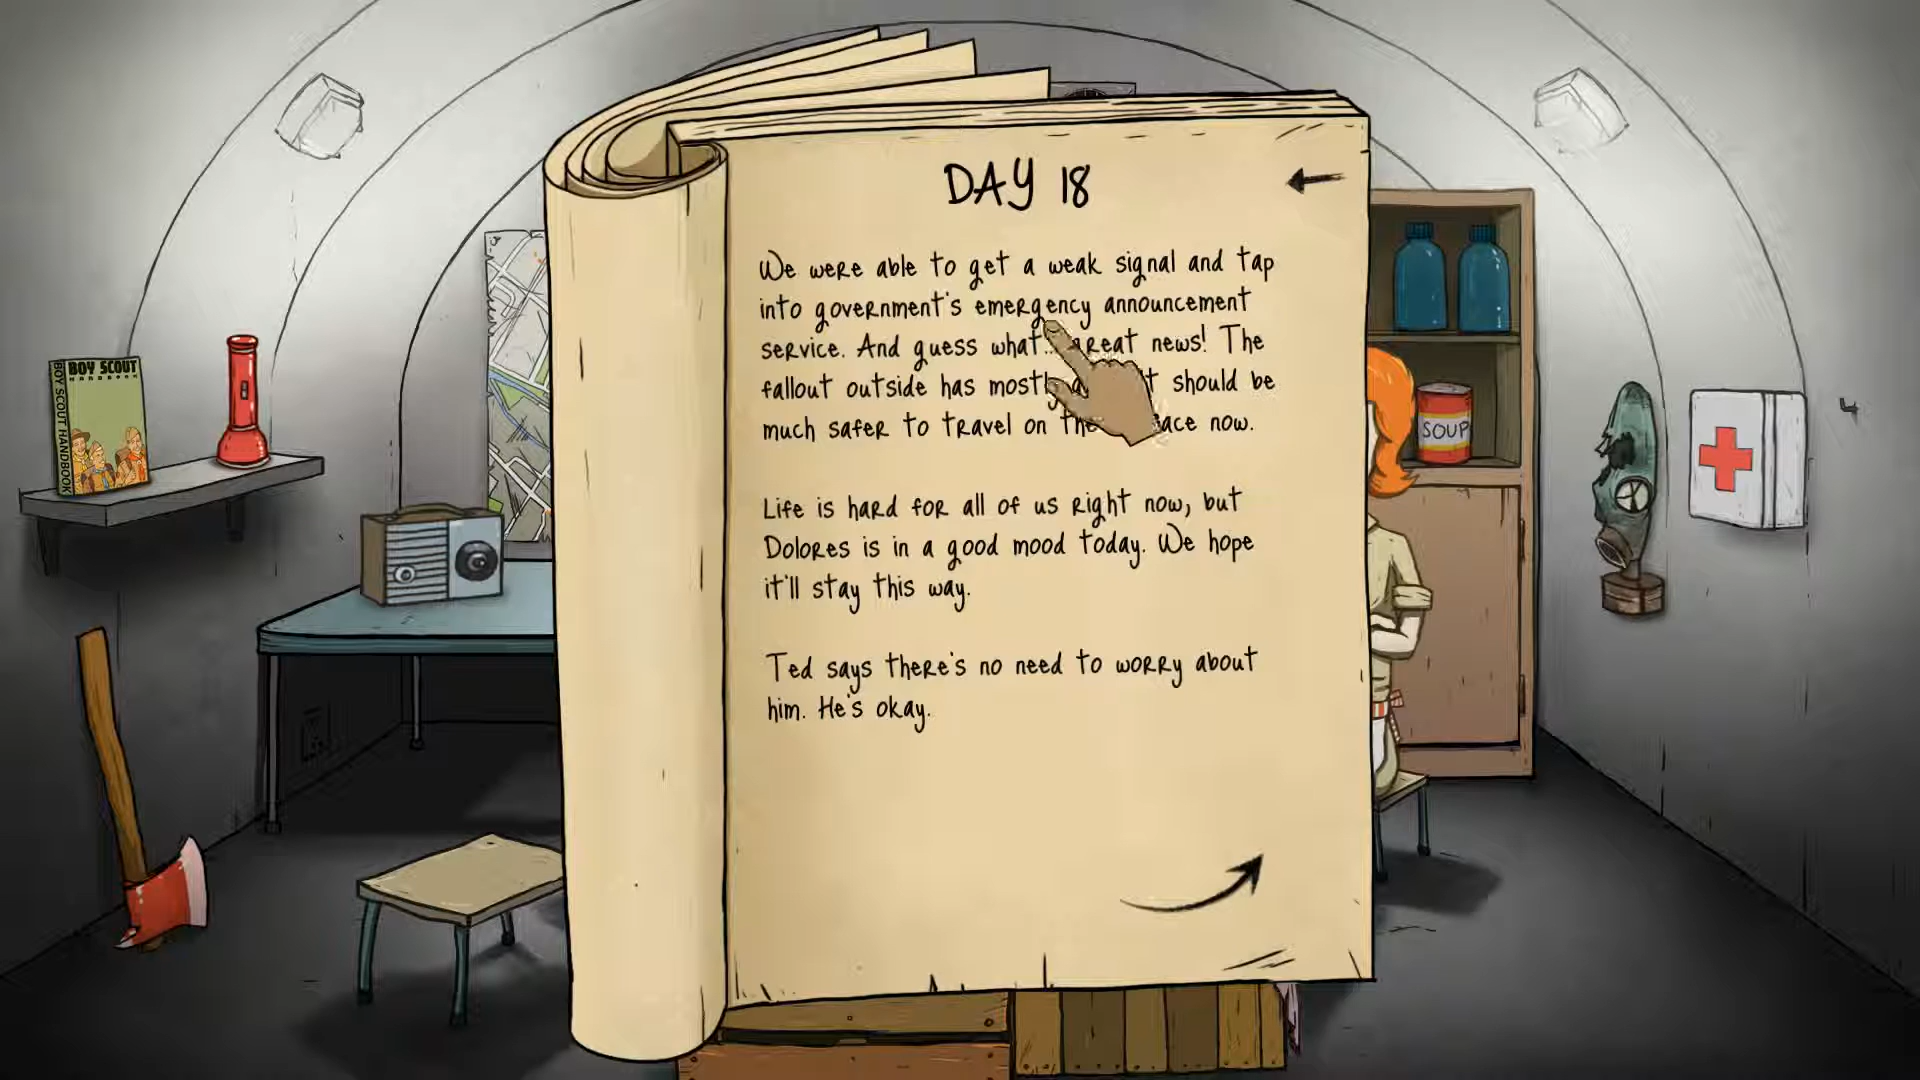 DAY 18
We were able to get a weak signal and tap
into government's emergency announcement
service. And guess what... great news! The
fallout outside has mostly should be
much safer to travel on the now.
Life is hard for all of us right now, but
Dolores is in a good mood today. We hope
it'll stay this way.
Ted says there's no need to worry about
him. He's okay.
BOY SCOUT
HANDBOOK
BOY SCOUT HANDBOOK
SOUP